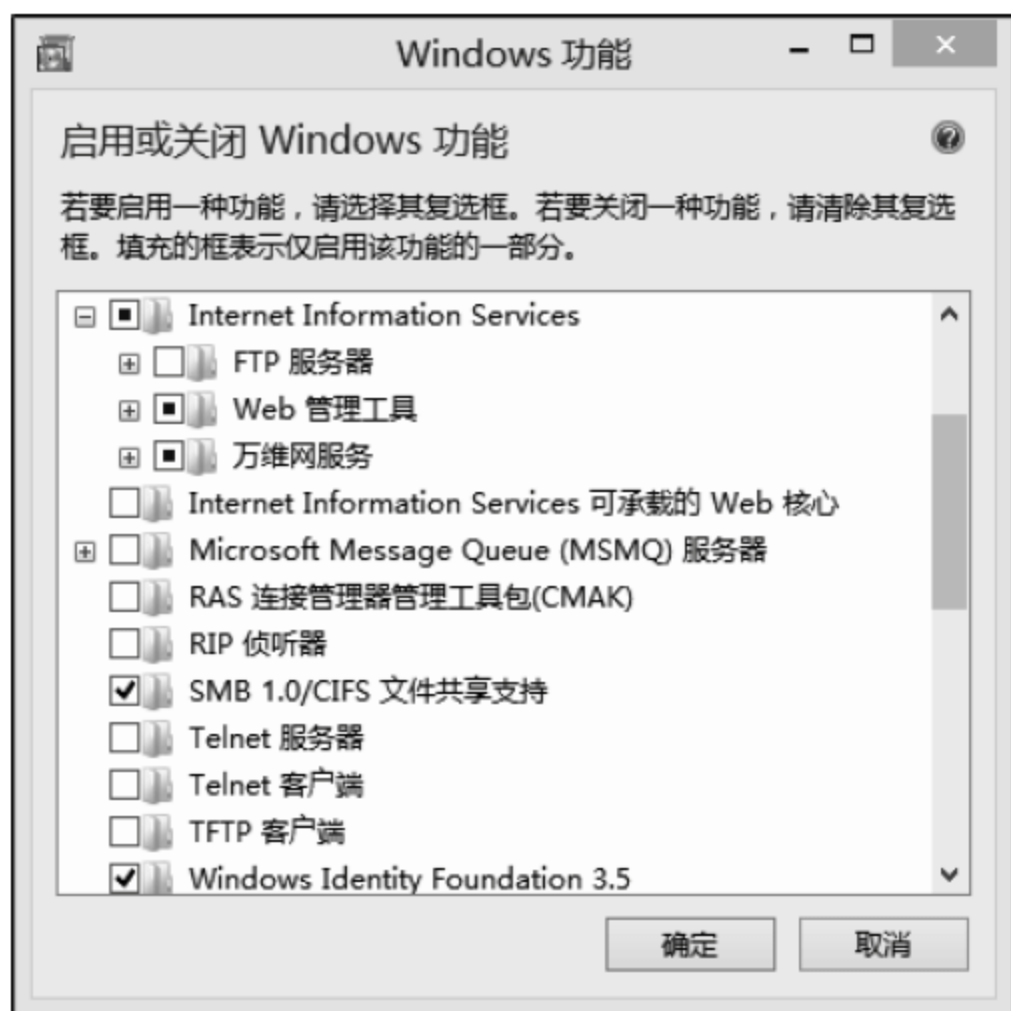 Windows 功能
启用或关闭 Windows 功能
若要启用一种功能，请选择其复选框。若要关闭一种功能，请清除其复选
框。填充的框表示仅启用该功能的一部分。
Internet Information Services
FTP 服务器
Web 管理工具
万维网服务
Internet Information Services 可承载的 Web 核心
Microsoft Message Queue (MSMQ) 服务器
RAS 连接管理器管理工具包(CMAK)
RIP 侦听器
SMB 1.0/CIFS 文件共享支持
Telnet 服务器
Telnet 客户端
TFTP 客户端
Windows Identity Foundation 3.5
确定 取消